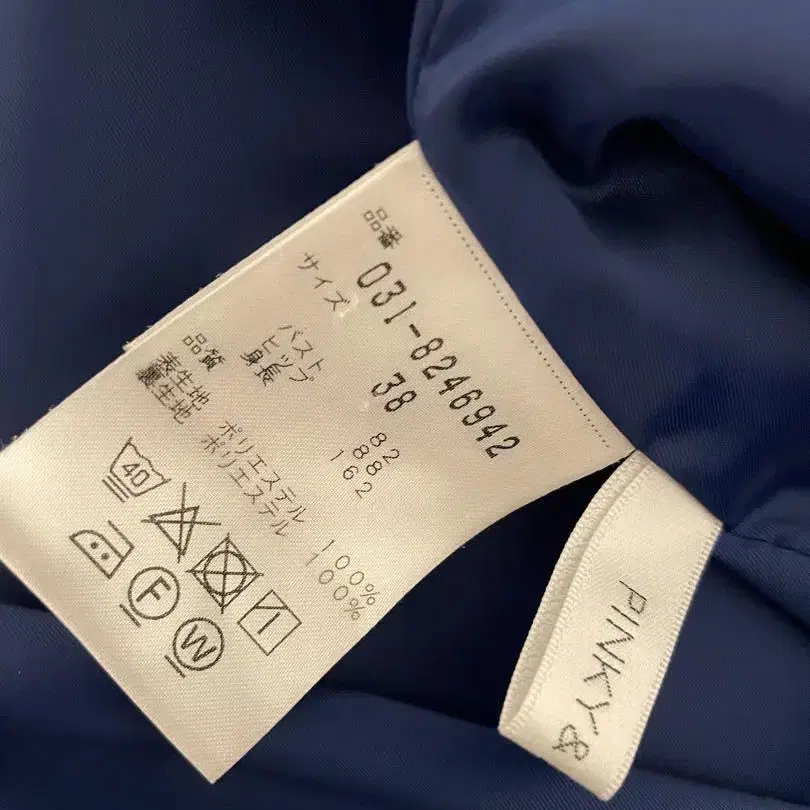 品番
031-8246942
サイズ 38
バスト 82
ヒップ 88
身長 162
品質
表生地 ポリエステル 100%
裏生地 ポリエステル 100%
40
F
W
PINKY&